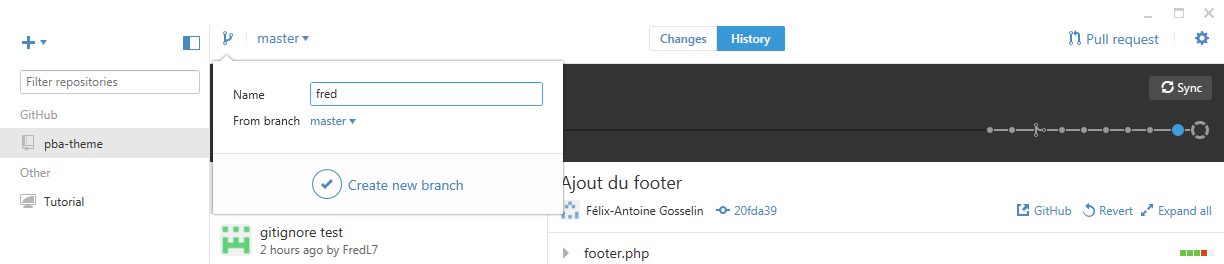 master
Changes
History
Pull request
Filter repositories
GitHub
pba-theme
Other
Tutorial
Name
fred
From branch
master
Create new branch
gitignore test
2 hours ago by FredL7
Sync
Ajout du footer
Félix-Antoine Gosselin
20fda39
GitHub
Revert
Expand all
footer.php